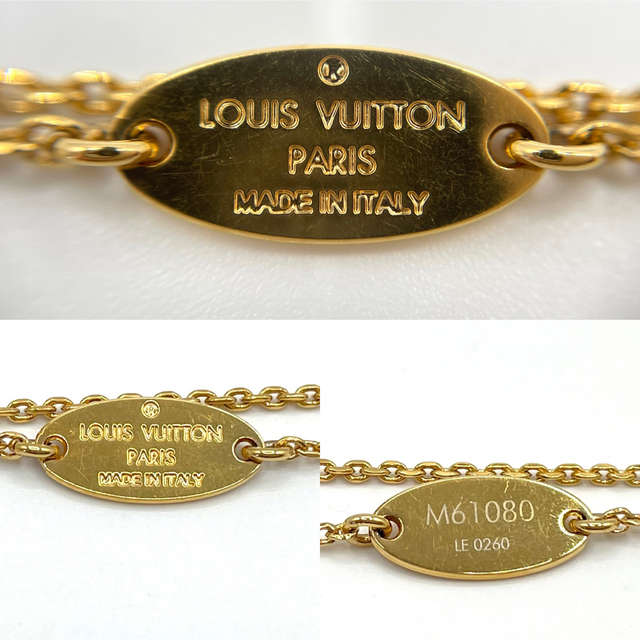 LOUIS VUITTON
PARIS
MADE IN ITALY
LOUIS VUITTON
PARIS
MADE IN ITALY
M61080
LE 0260